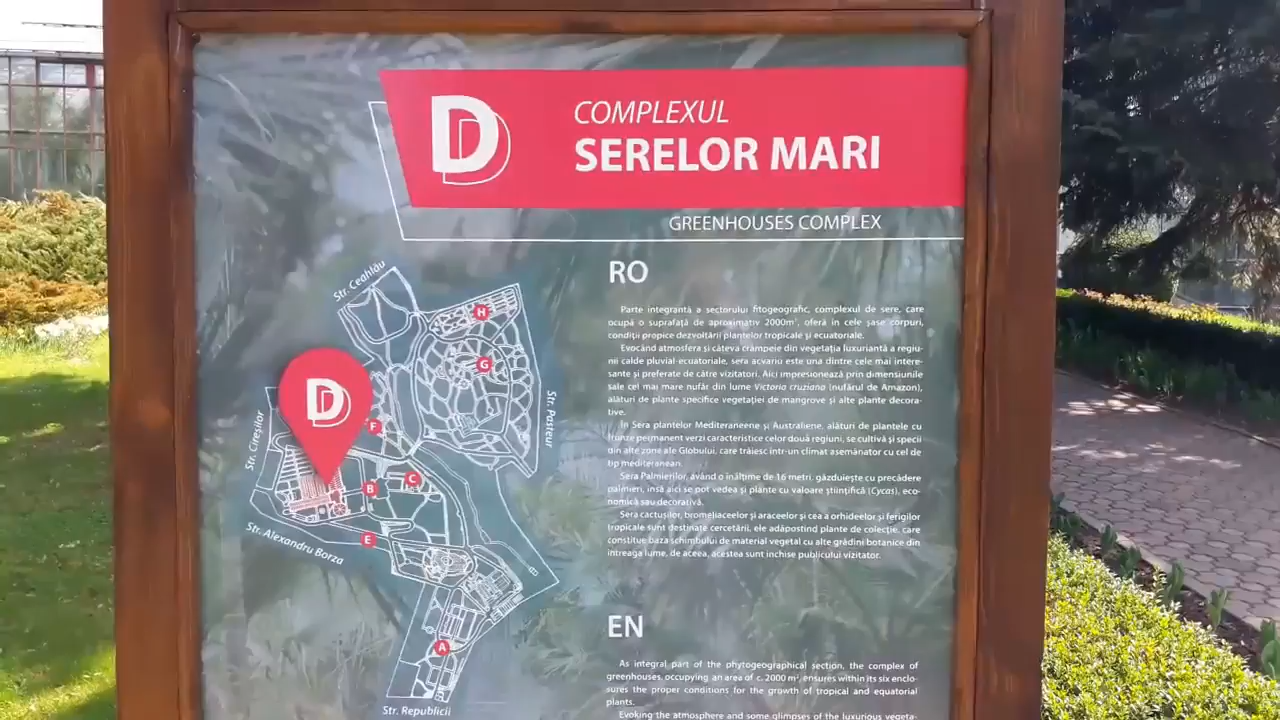 D
COMPLEXUL
SERELOR MARI
GREENHOUSES COMPLEX
Str. Ceahlău
H
G
D
Str. Pasteur
Str. Cireșilor
F
C
B
E
Str. Alexandru Borza
A
Str. Republicii
RO
Parte integrantă a sectorului fitogeografic, complexul de sere, care
ocupă o suprafață de aproximativ 2000m², oferă în cele șase corpuri,
condiții propice dezvoltării plantelor tropicale și ecuatoriale.
Evocând atmosfera și câteva crâmpeie din vegetația luxuriantă a regiu-
nii calde pluvial-ecuatoriale, sera acvariu este una dintre cele mai intere-
sante și preferate de către vizitatori. Aici impresionează prin dimensiunile
sale cel mai mare nufăr din lume Victoria cruziana (nufărul de Amazon),
alături de plante specifice vegetației de mangrove și alte plante decora-
tive.
În Sera plantelor Mediteraneene și Australiene, alături de plantele cu
frunze permanent verzi caracteristice celor două regiuni, se cultivă și specii
din alte zone ale Globului, care trăiesc într-un climat asemănător cu cel de
tip mediteranean.
Sera Palmierilor, având o înălțime de 16 metri, găzduiește cu precădere
palmieri, însă aici se pot vedea și plante cu valoare științifică (Cycas), eco-
nomică sau decorativă.
Sera cactușilor, bromeliaceelor și araceelor și cea a orhideelor și ferigilor
tropicale sunt destinate cercetării, ele adăpostind plante de colecție, care
constituie baza schimbului de material vegetal cu alte grădini botanice din
întreaga lume, de aceea, acestea sunt închise publicului vizitator.
EN
As integral part of the phytogeographical section, the complex of
greenhouses, occupying an area of c. 2000 m², ensures within its six enclo-
sures the proper conditions for the growth of tropical and equatorial
plants.
Evoking the atmosphere and some glimpses of the luxurious vegeta-